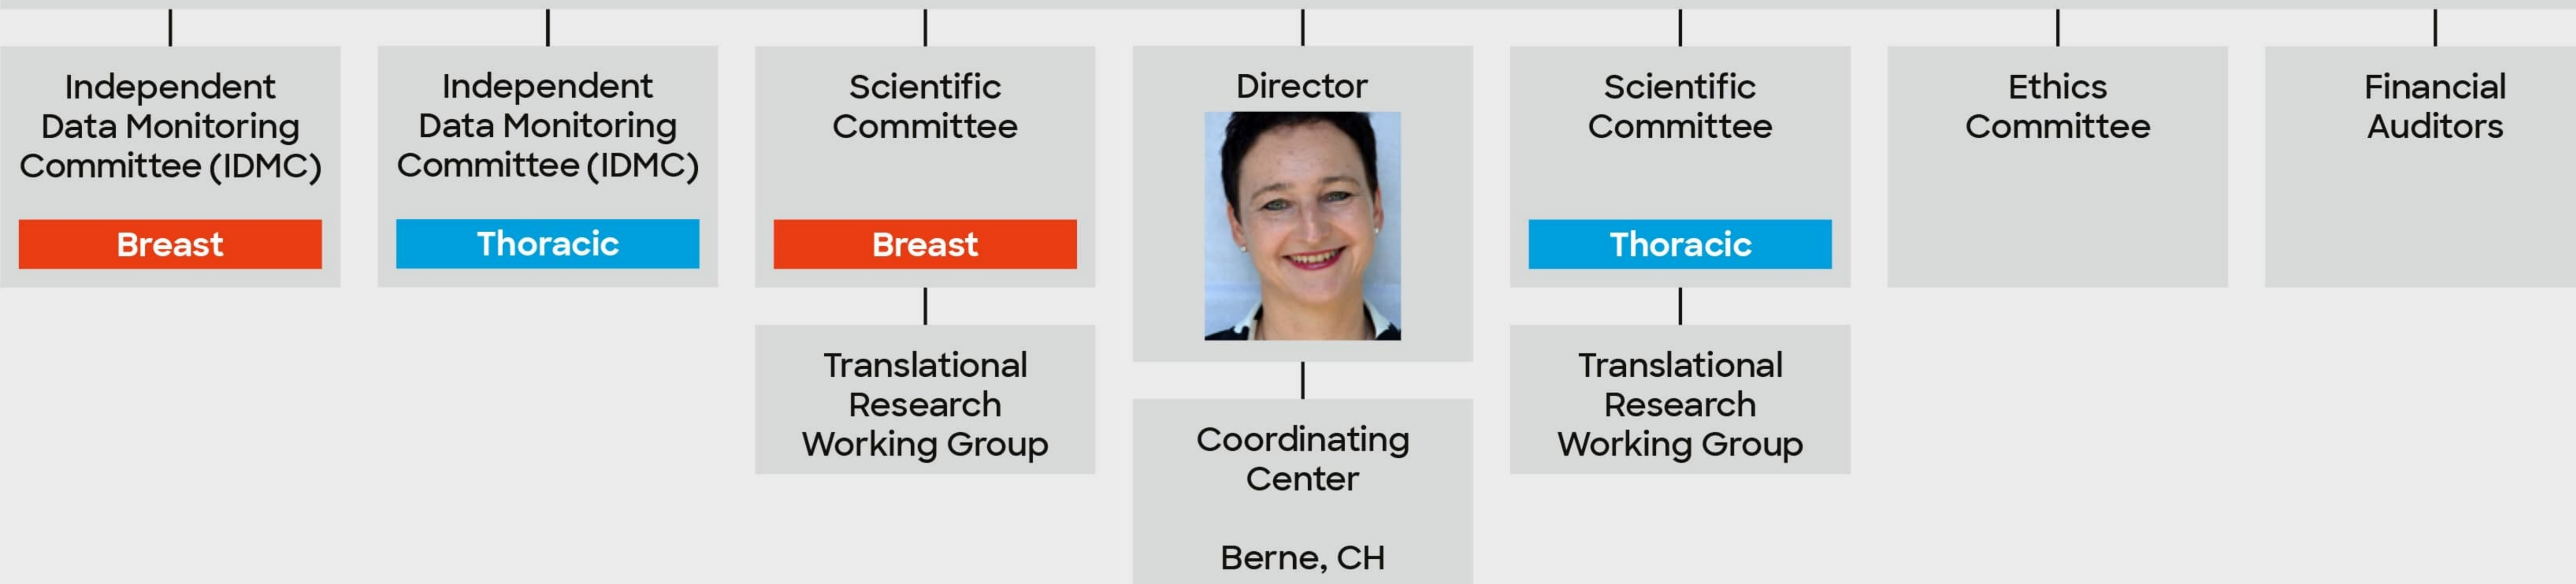 Independent
Data Monitoring
Committee (IDMC)
Breast
Independent
Data Monitoring
Committee (IDMC)
Thoracic
Scientific
Committee
Breast
Translational
Research
Working Group
Director
Coordinating
Center
Berne, CH
Scientific
Committee
Thoracic
Translational
Research
Working Group
Ethics
Committee
Financial
Auditors